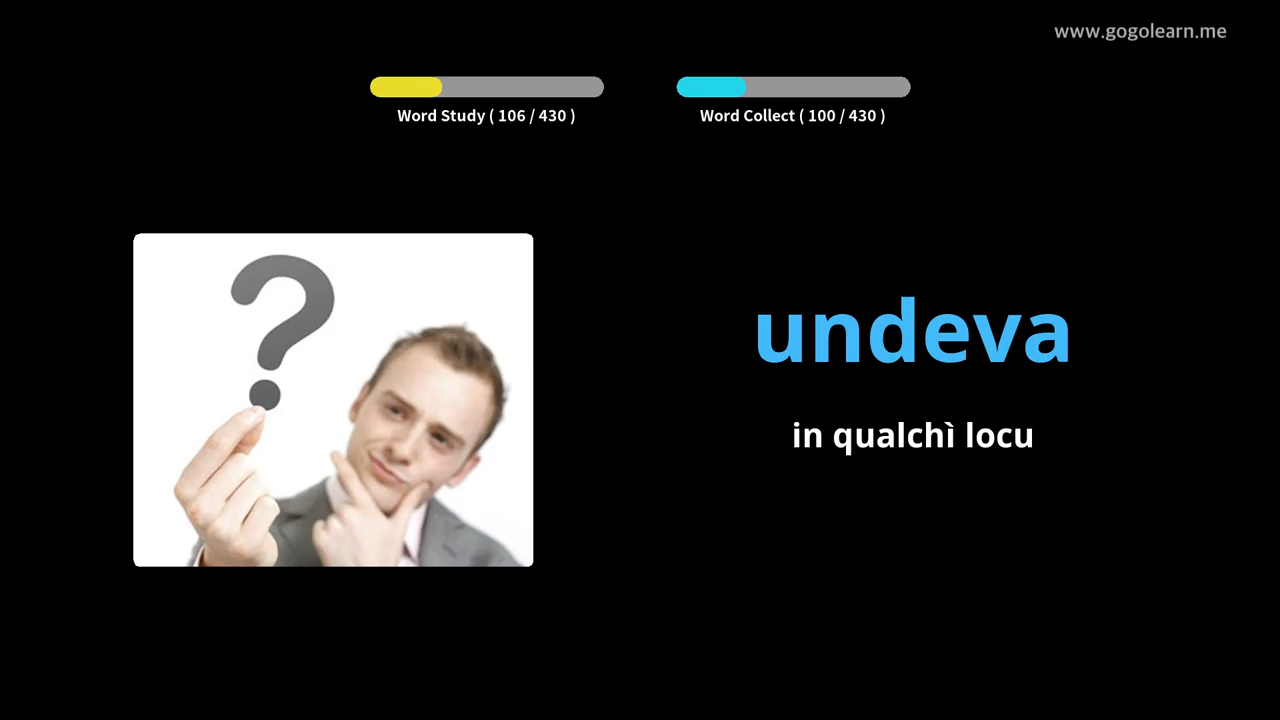 www.gogolearn.me
Word Study ( 106 / 430 )
Word Collect ( 100 / 430 )
undeva
in qualchì locu